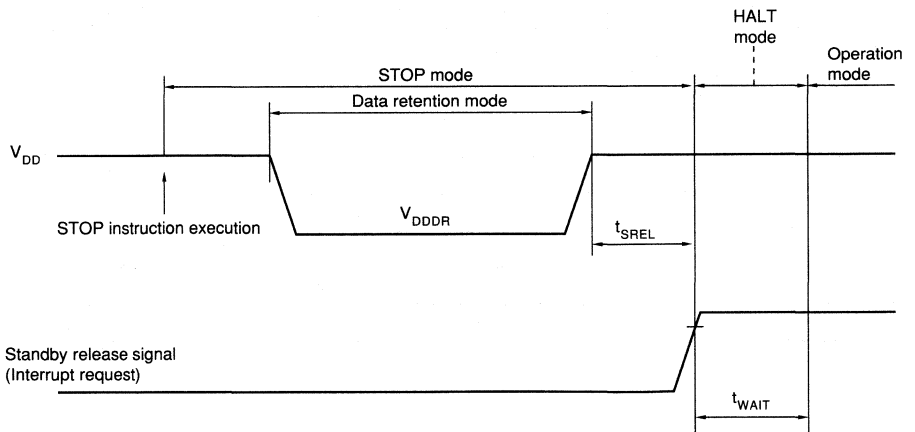 HALT
mode
Operation
mode
STOP mode
Data retention mode
VDD
STOP instruction execution
VDDDR
tSREL
Standby release signal
(Interrupt request)
tWAIT